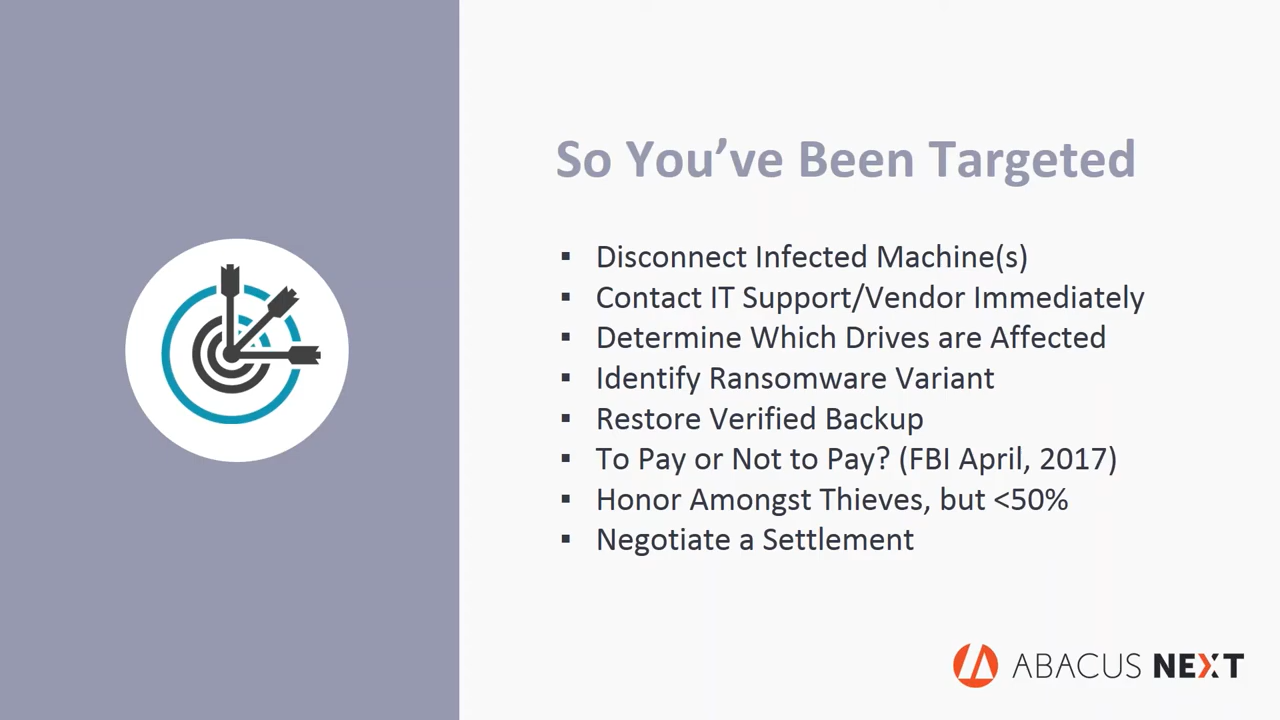 So You’ve Been Targeted
▪ Disconnect Infected Machine(s)
▪ Contact IT Support/Vendor Immediately
▪ Determine Which Drives are Affected
▪ Identify Ransomware Variant
▪ Restore Verified Backup
▪ To Pay or Not to Pay? (FBI April, 2017)
▪ Honor Amongst Thieves, but <50%
▪ Negotiate a Settlement
ABACUS NEXT